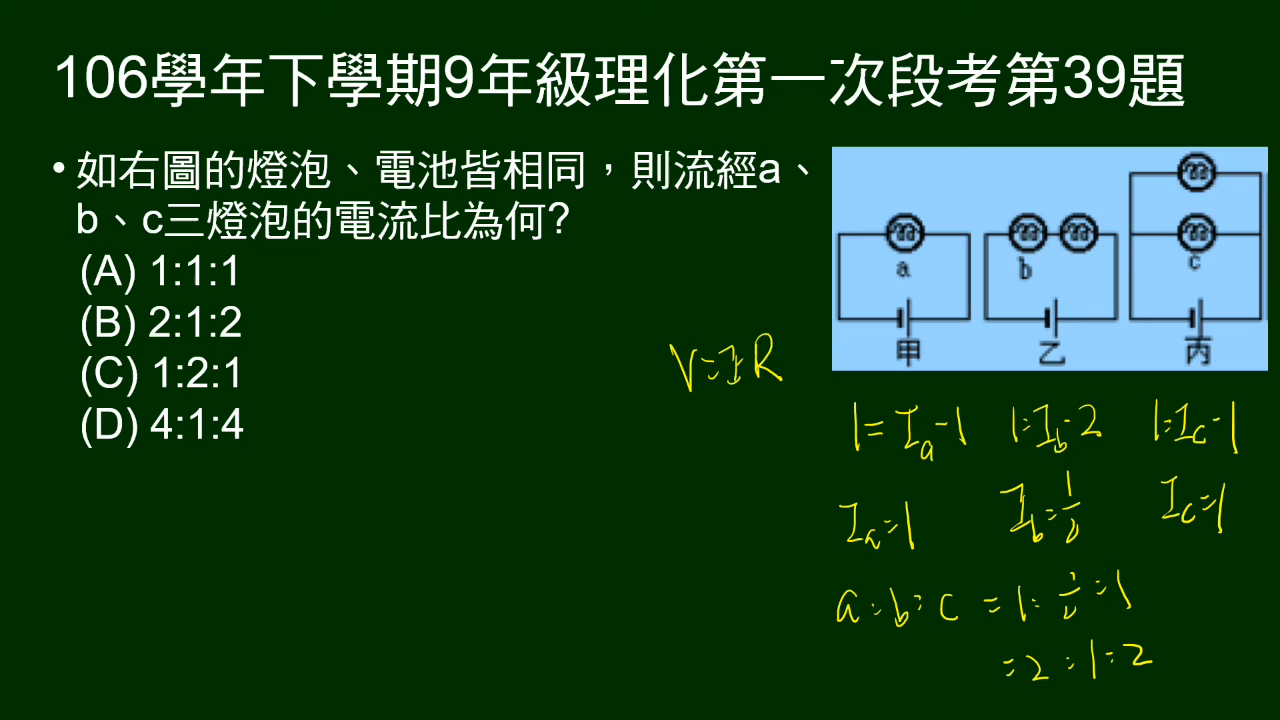 106學年下學期9年級理化第一次段考第39題
• 如右圖的燈泡、電池皆相同，則流經a、
b、c三燈泡的電流比為何?
(A) 1:1:1
(B) 2:1:2
(C) 1:2:1
(D) 4:1:4
a
b
c
甲
乙
丙
V=IR
1=Ia·1
1=Ib·2
1=Ic·1
Ia=1
Ib=1/2
Ic=1
a:b:c=1:1/2:1
=2:1:2